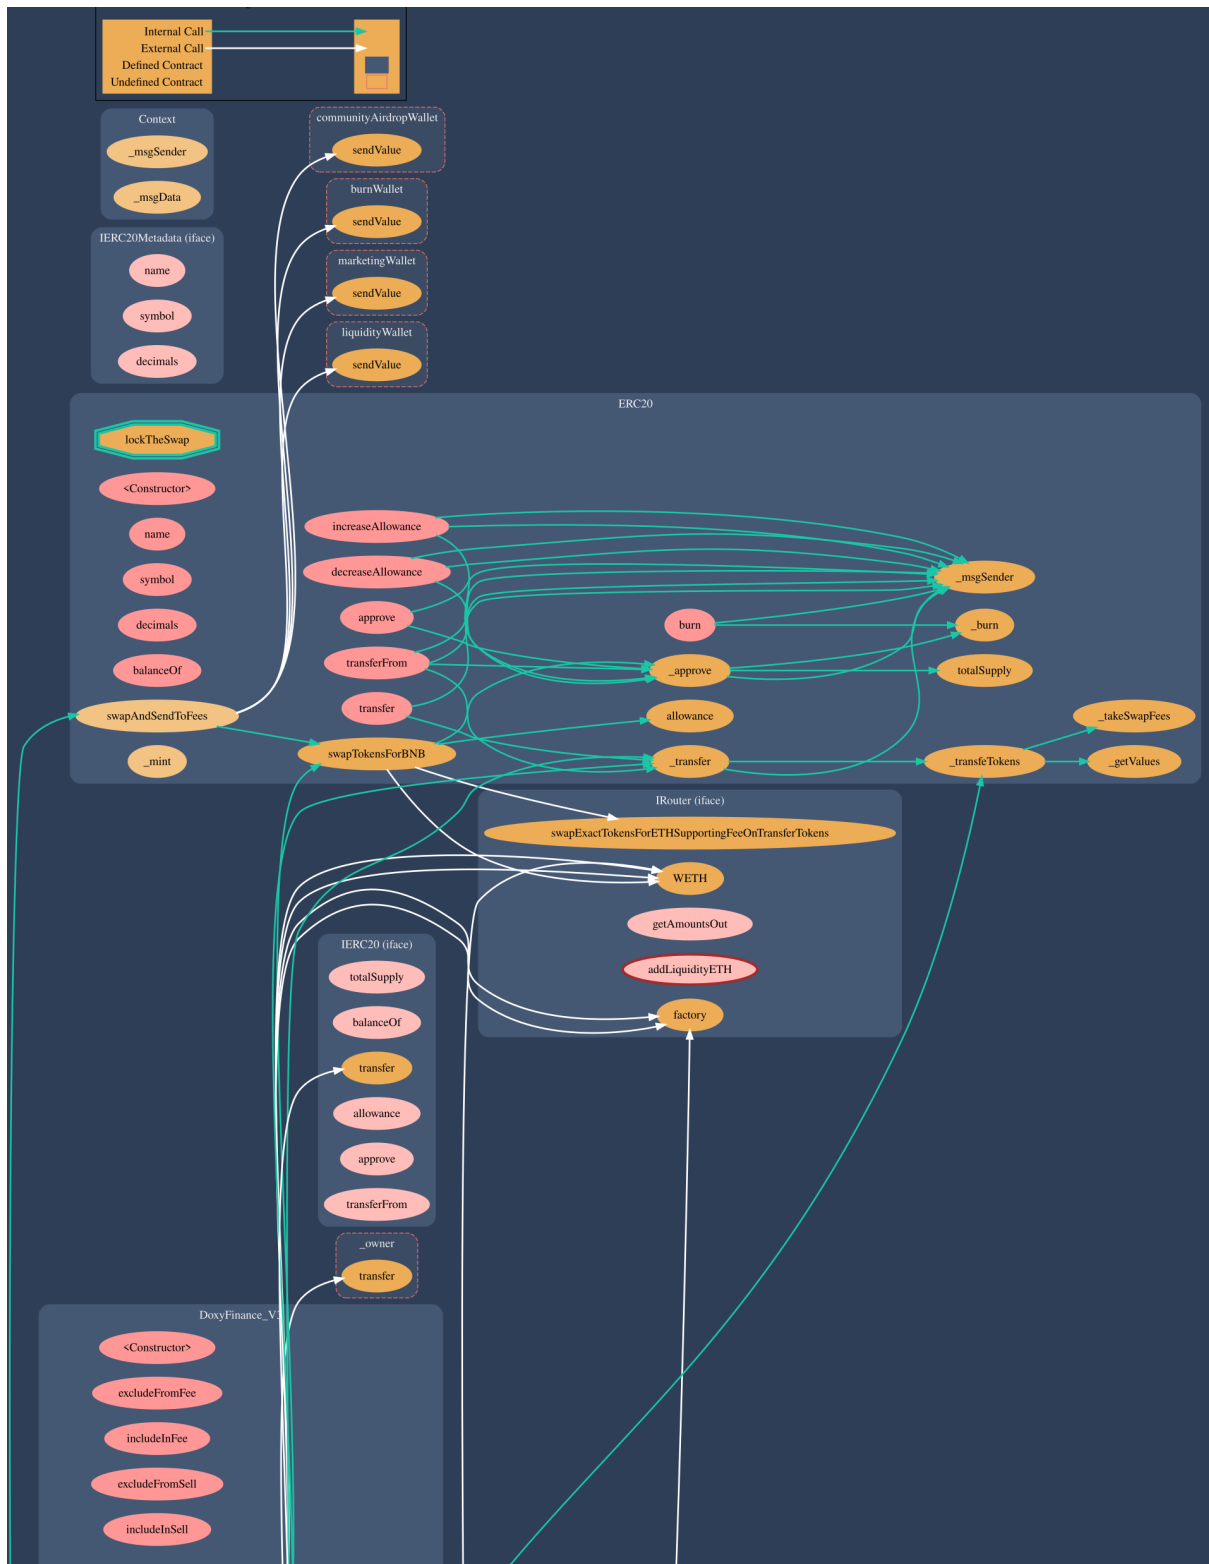 Internal Call
External Call
Defined Contract
Undefined Contract
Context
_msgSender
_msgData
communityAirdropWallet
sendValue
burnWallet
sendValue
IERC20Metadata (iface)
name
symbol
decimals
marketingWallet
sendValue
liquidityWallet
sendValue
ERC20
lockTheSwap
<Constructor>
name
symbol
decimals
balanceOf
swapAndSendToFees
_mint
increaseAllowance
decreaseAllowance
approve
transferFrom
transfer
swapTokensForBNB
burn
_approve
allowance
_transfer
_msgSender
_burn
totalSupply
_transfeTokens
_takeSwapFees
_getValues
IRouter (iface)
swapExactTokensForETHSupportingFeeOnTransferTokens
WETH
getAmountsOut
addLiquidityETH
factory
IERC20 (iface)
totalSupply
balanceOf
transfer
allowance
approve
transferFrom
_owner
transfer
DoxyFinance_V3
<Constructor>
excludeFromFee
includeInFee
excludeFromSell
includeInSell